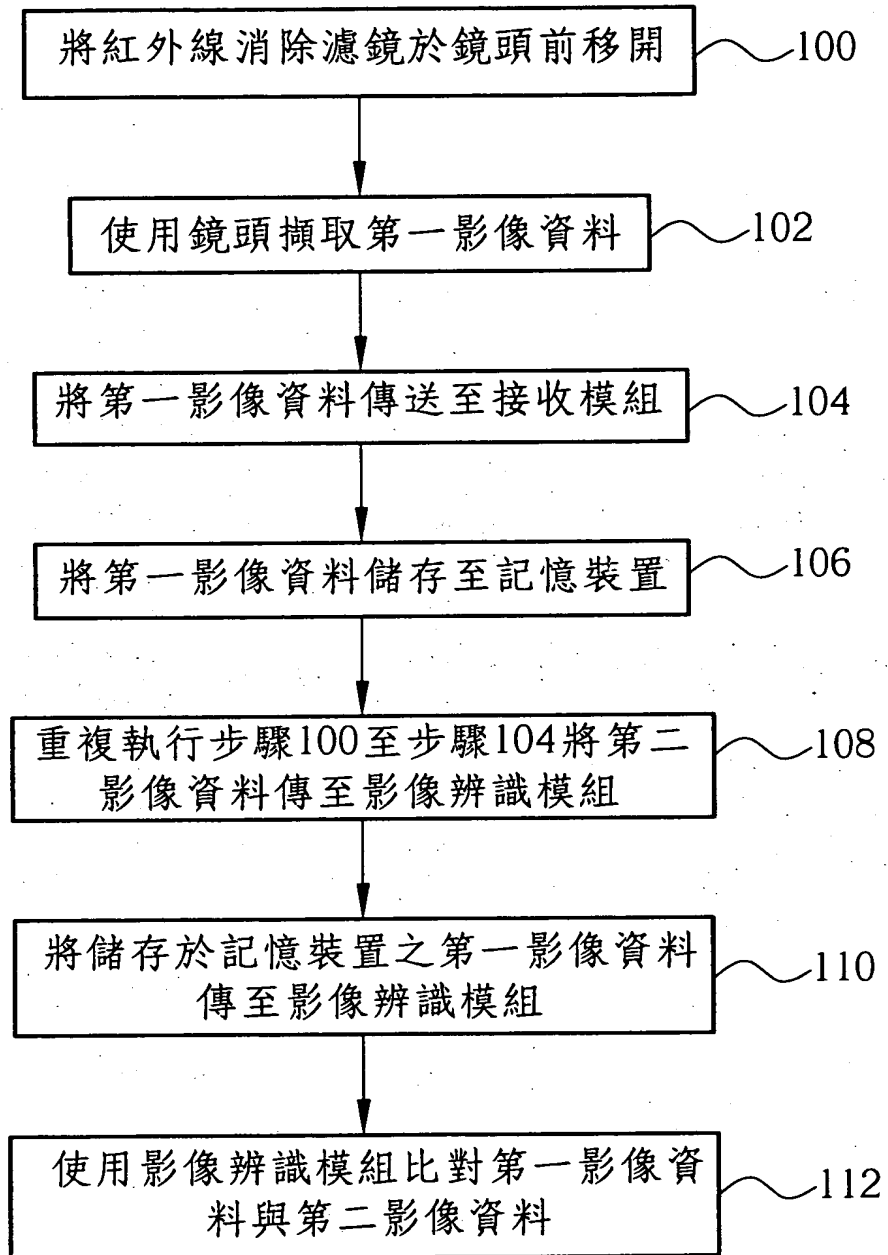 將紅外線消除濾鏡於鏡頭前移開
100
使用鏡頭擷取第一影像資料
102
將第一影像資料傳送至接收模組
104
將第一影像資料儲存至記憶裝置
106
重複執行步驟100至步驟104將第二
影像資料傳至影像辨識模組
108
將儲存於記憶裝置之第一影像資料
傳至影像辨識模組
110
使用影像辨識模組比對第一影像資
料與第二影像資料
112